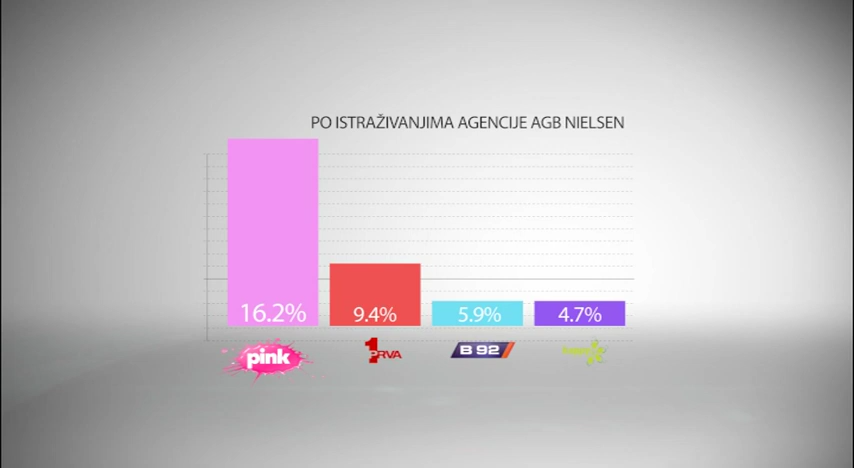 PO ISTRAŽIVANJIMA AGENCIJE AGB NIELSEN
16.2%
9.4%
5.9%
4.7%
pink
1 PRVA
B 92